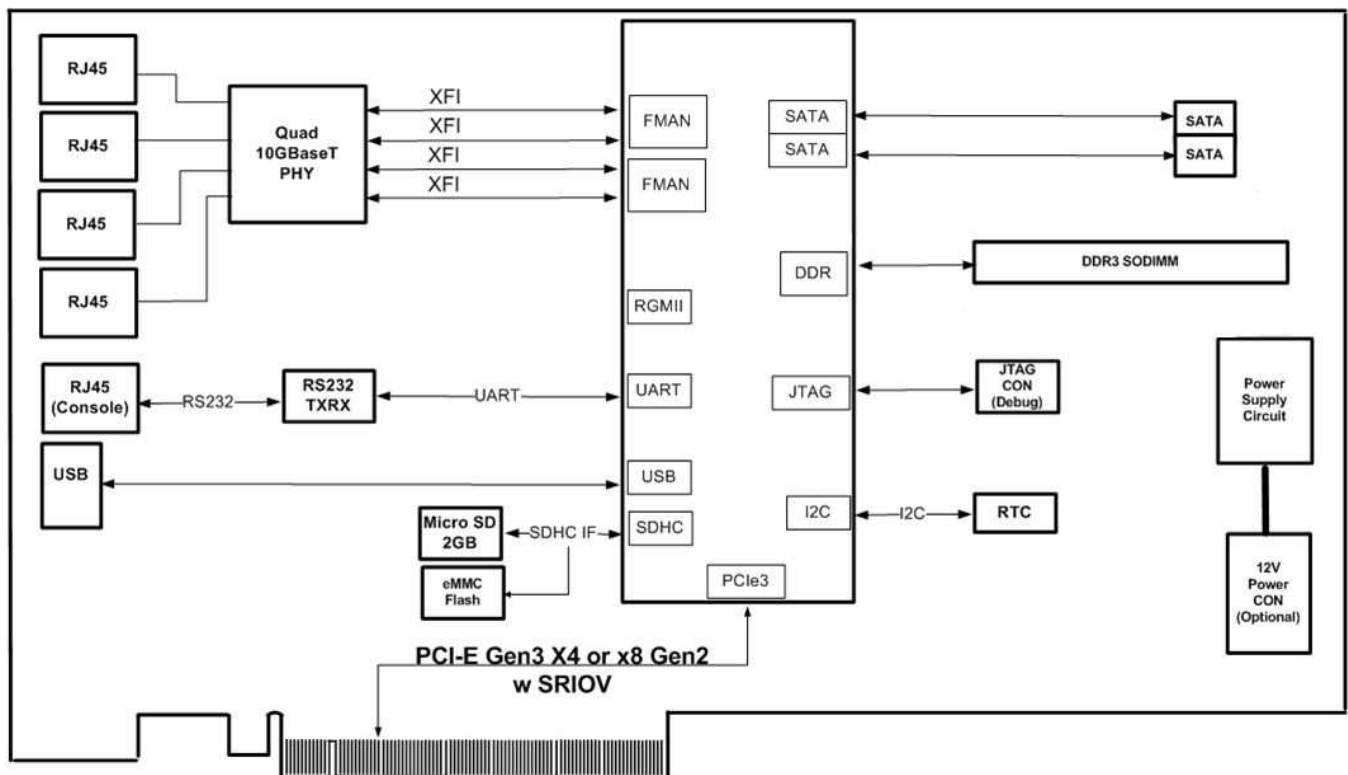 RJ45
RJ45
RJ45
RJ45
Quad
10GBaseT
PHY
XFI
XFI
XFI
XFI
FMAN
FMAN
SATA
SATA
SATA
SATA
DDR
DDR3 SODIMM
RGMII
RJ45
(Console)
RS232
RS232
TXRX
UART
UART
JTAG
JTAG
CON
(Debug)
Power
Supply
Circuit
USB
USB
Micro SD
2GB
SDHC IF
SDHC
eMMC
Flash
I2C
I2C
RTC
PCIe3
12V
Power
CON
(Optional)
PCI-E Gen3 X4 or x8 Gen2
w SRIOV